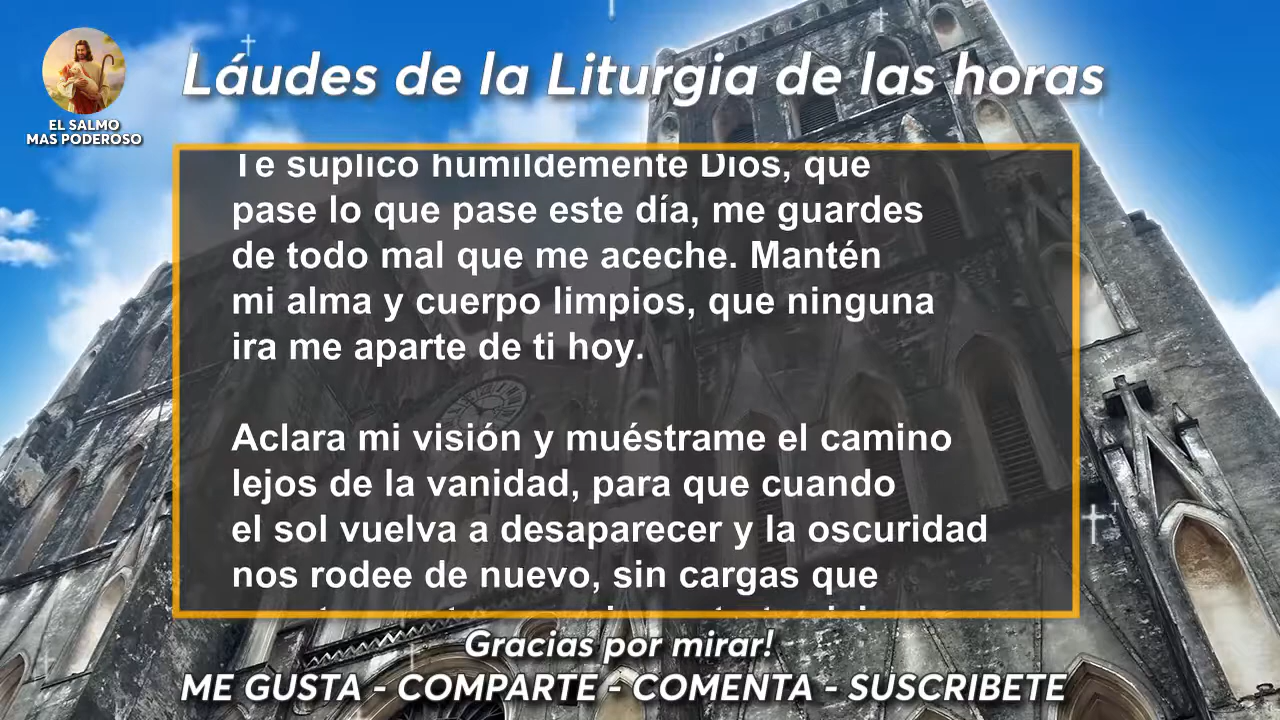 Láudes de la Liturgia de las horas
EL SALMO
MAS PODEROSO
Te suplico humildemente Dios, que
pase lo que pase este día, me guardes
de todo mal que me aceche. Mantén
mi alma y cuerpo limpios, que ninguna
ira me aparte de ti hoy.
Aclara mi visión y muéstrame el camino
lejos de la vanidad, para que cuando
el sol vuelva a desaparecer y la oscuridad
nos rodee de nuevo, sin cargas que
Gracias por mirar!
ME GUSTA - COMPARTE - COMENTA - SUSCRIBETE